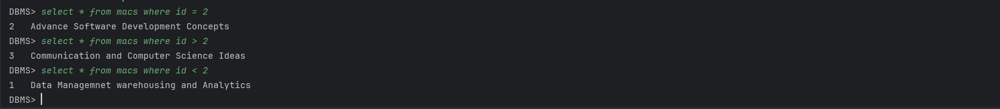 DBMS> select * from macs where id = 2
2   Advance Software Development Concepts
DBMS> select * from macs where id > 2
3   Communication and Computer Science Ideas
DBMS> select * from macs where id < 2
1   Data Managemnet warehousing and Analytics
DBMS>